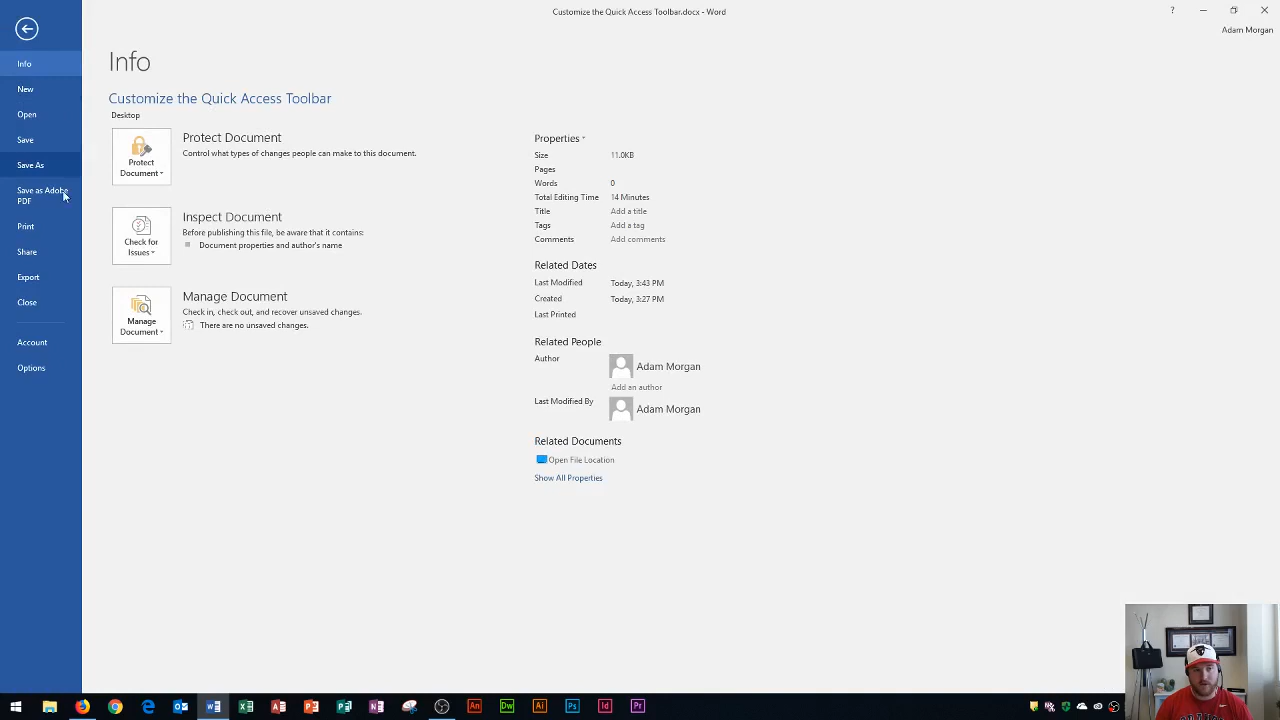 Customize the Quick Access Toolbar.docx - Word
?
Adam Morgan
Info
New
Open
Save
Save As
Save as Adobe
PDF
Print
Share
Export
Close
Account
Options
Info
Customize the Quick Access Toolbar
Desktop
Protect
Document
Protect Document
Control what types of changes people can make to this document.
Check for
Issues
Inspect Document
Before publishing this file, be aware that it contains:
Document properties and author's name
Manage
Document
Manage Document
Check in, check out, and recover unsaved changes.
There are no unsaved changes.
Properties
Size 11.0KB
Pages
Words 0
Total Editing Time 14 Minutes
Title Add a title
Tags Add a tag
Comments Add comments
Related Dates
Last Modified Today, 3:43 PM
Created Today, 3:27 PM
Last Printed
Related People
Author Adam Morgan
Add an author
Last Modified By Adam Morgan
Related Documents
Open File Location
Show All Properties
An Dw Ai Ps Id Pr